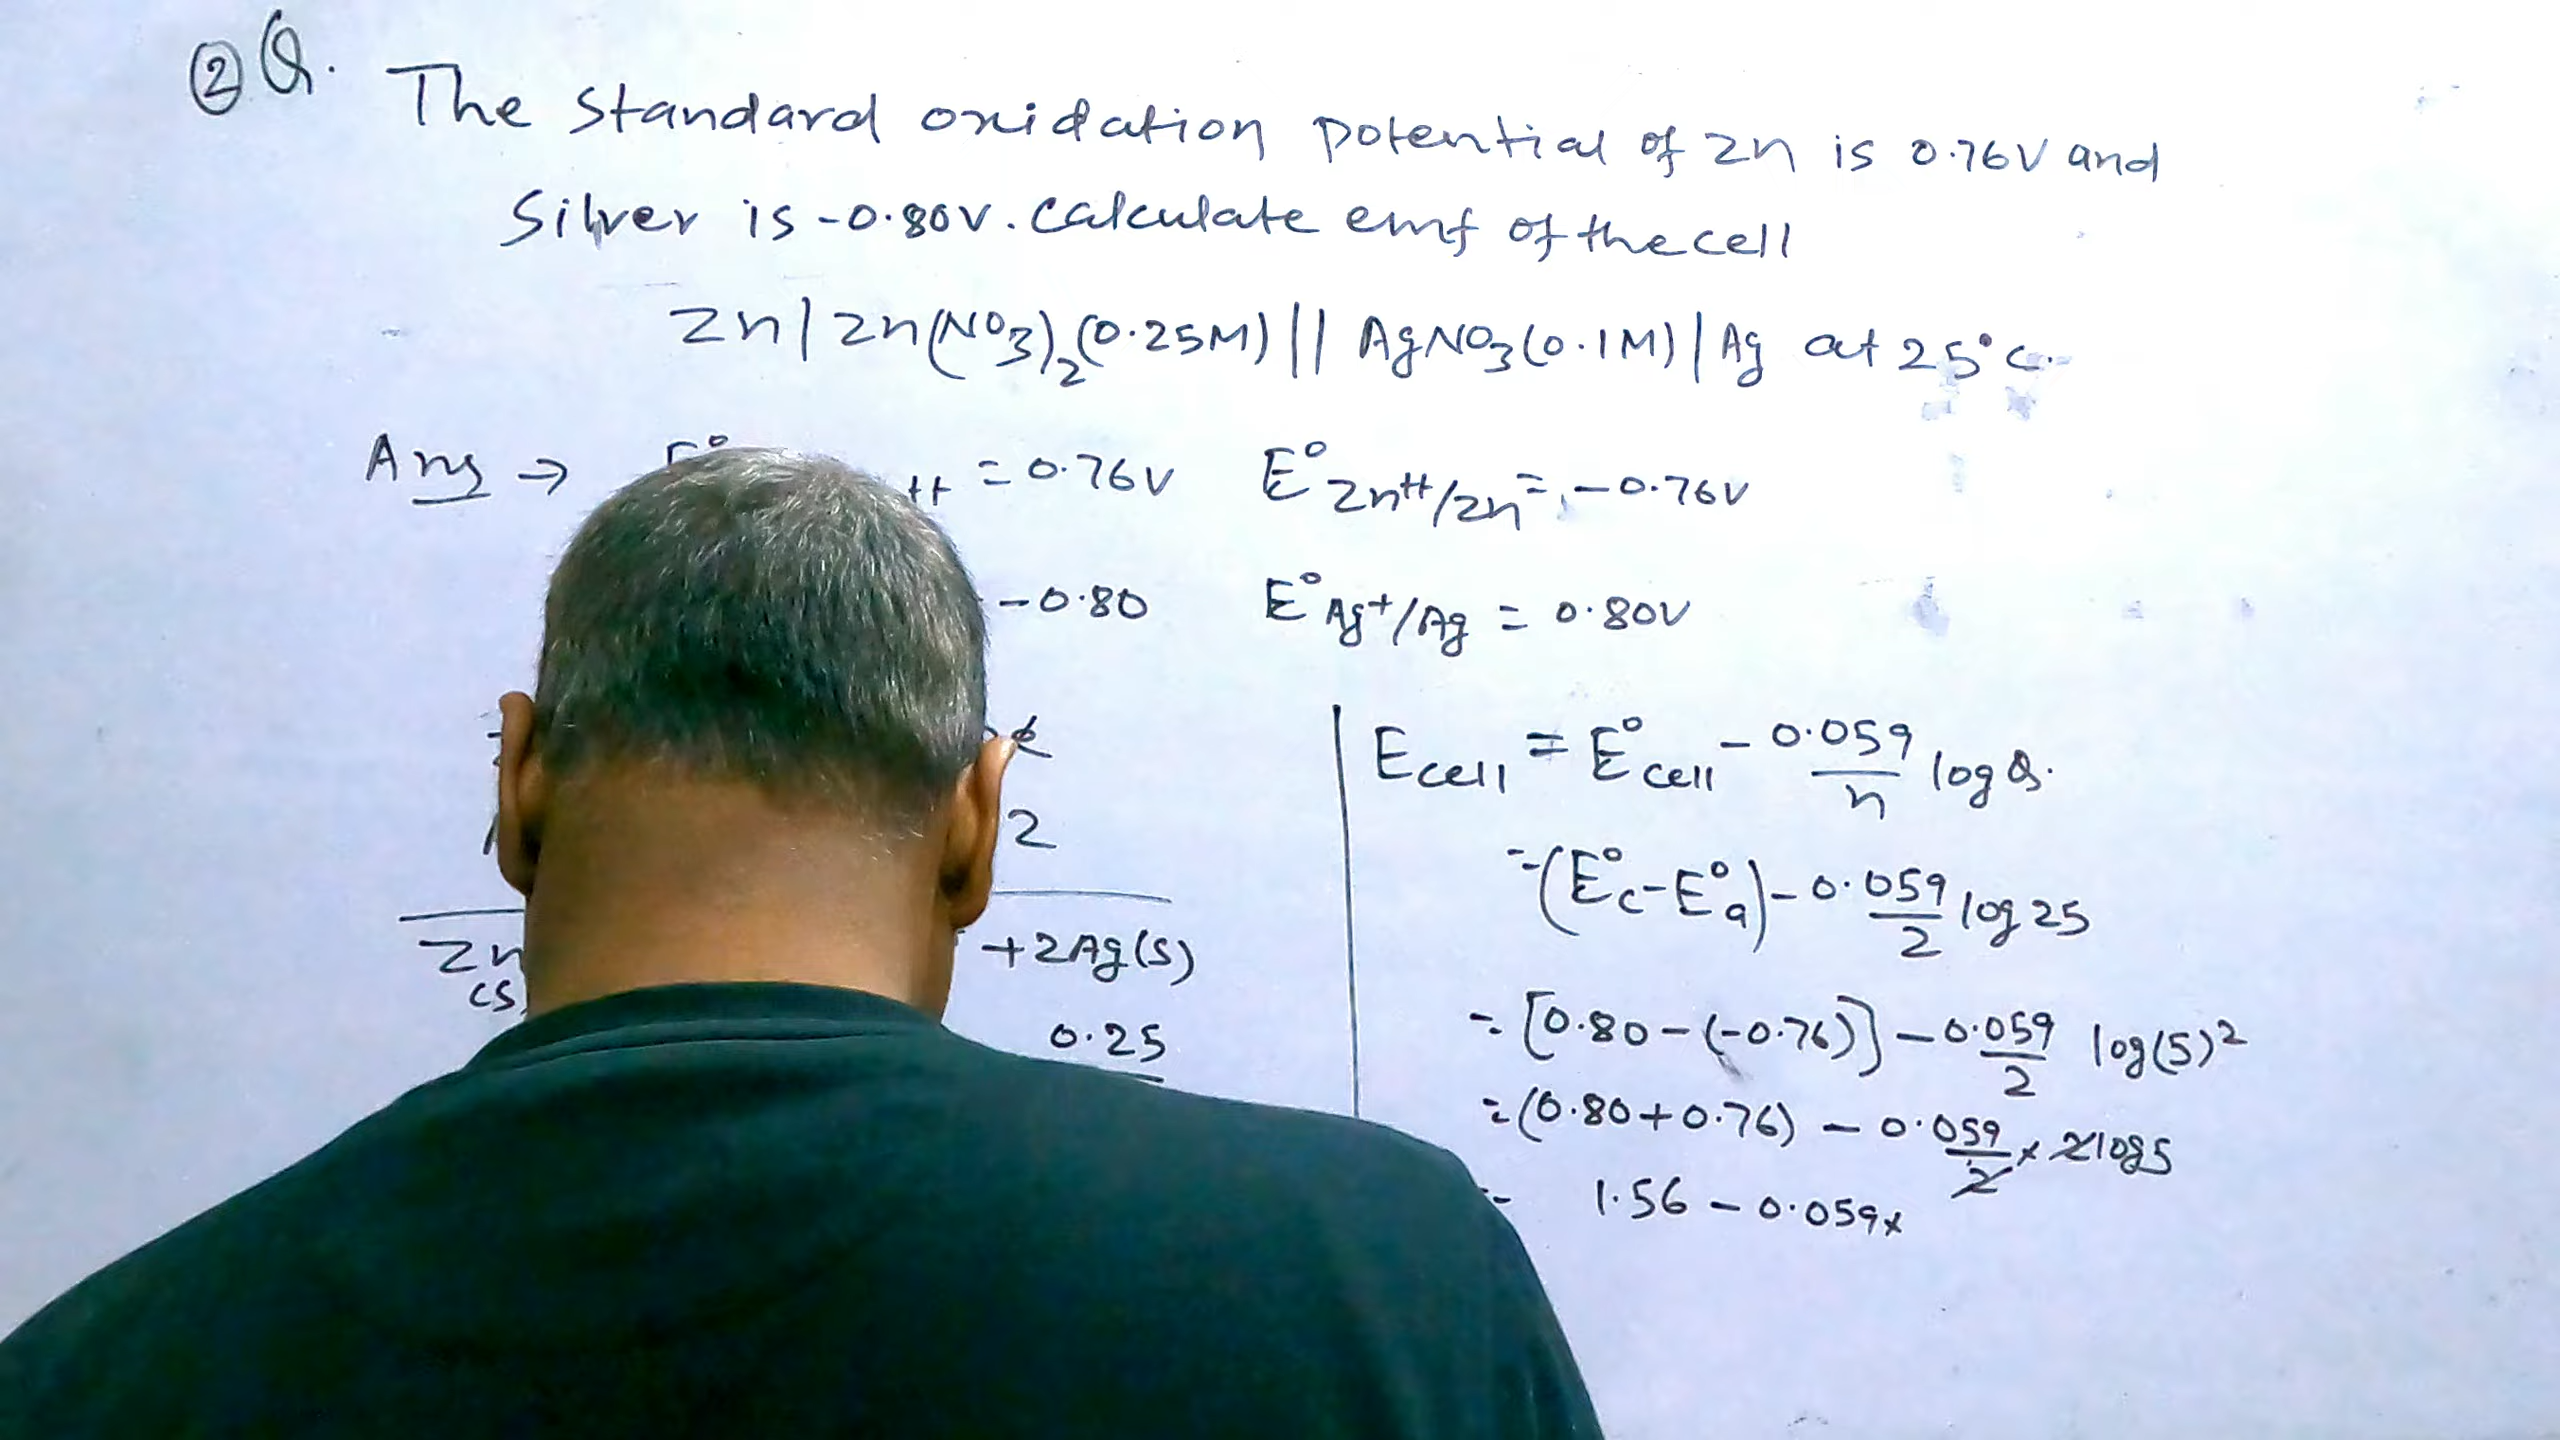 ② Q. The Standard oxidation potential of Zn is 0.76V and
Silver is -0.80V. Calculate emf of the cell
Zn | Zn(NO3)2 (0.25M) || AgNO3 (0.1M) | Ag at 25°C.
Ans → E° ++ = 0.76V E° Zn++/Zn = -0.76V
-0.80 E° Ag+/Ag = 0.80V
2
Zn + 2Ag(s)
(s)
0.25
Ecell = E°cell - 0.059/n log Q.
= (E°c - E°a) - 0.059/2 log 25
= [0.80 - (-0.76)] - 0.059/2 log(5)²
= (0.80 + 0.76) - 0.059/2 × 2log5
= 1.56 - 0.059×